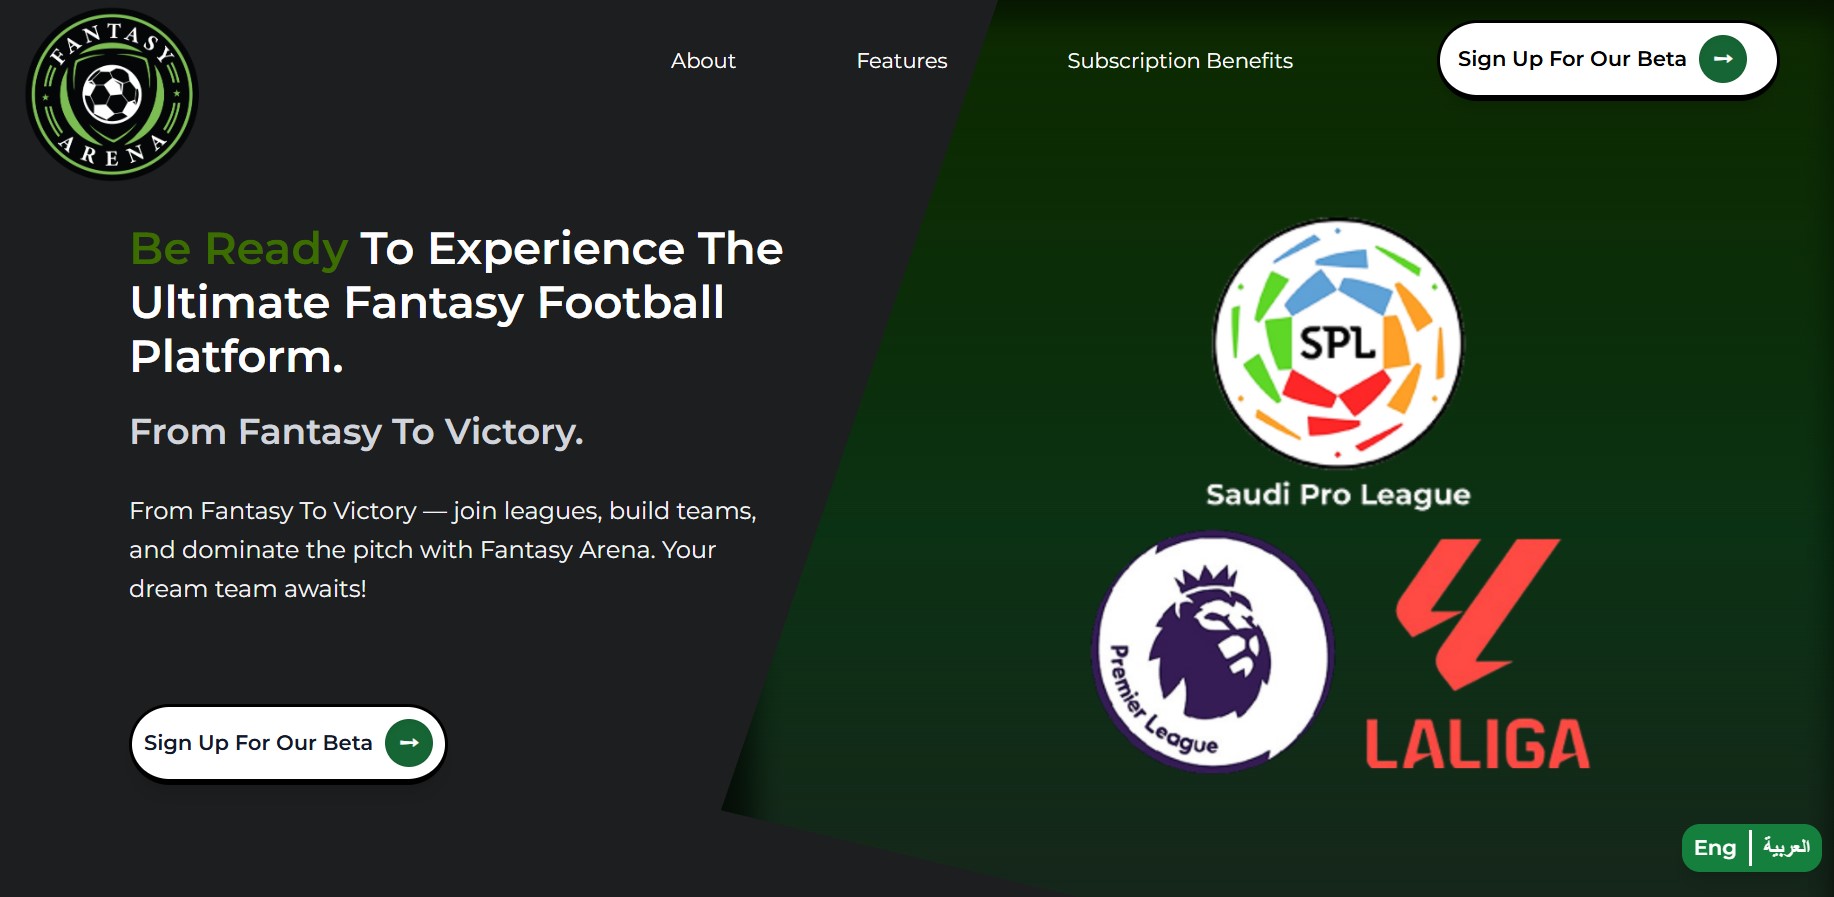 FANTASY
ARENA
About
Features
Subscription Benefits
Sign Up For Our Beta
Be Ready To Experience The
Ultimate Fantasy Football
Platform.
From Fantasy To Victory.
From Fantasy To Victory — join leagues, build teams,
and dominate the pitch with Fantasy Arena. Your
dream team awaits!
Sign Up For Our Beta
SPL
Saudi Pro League
Premier League
LALIGA
Eng
العربية